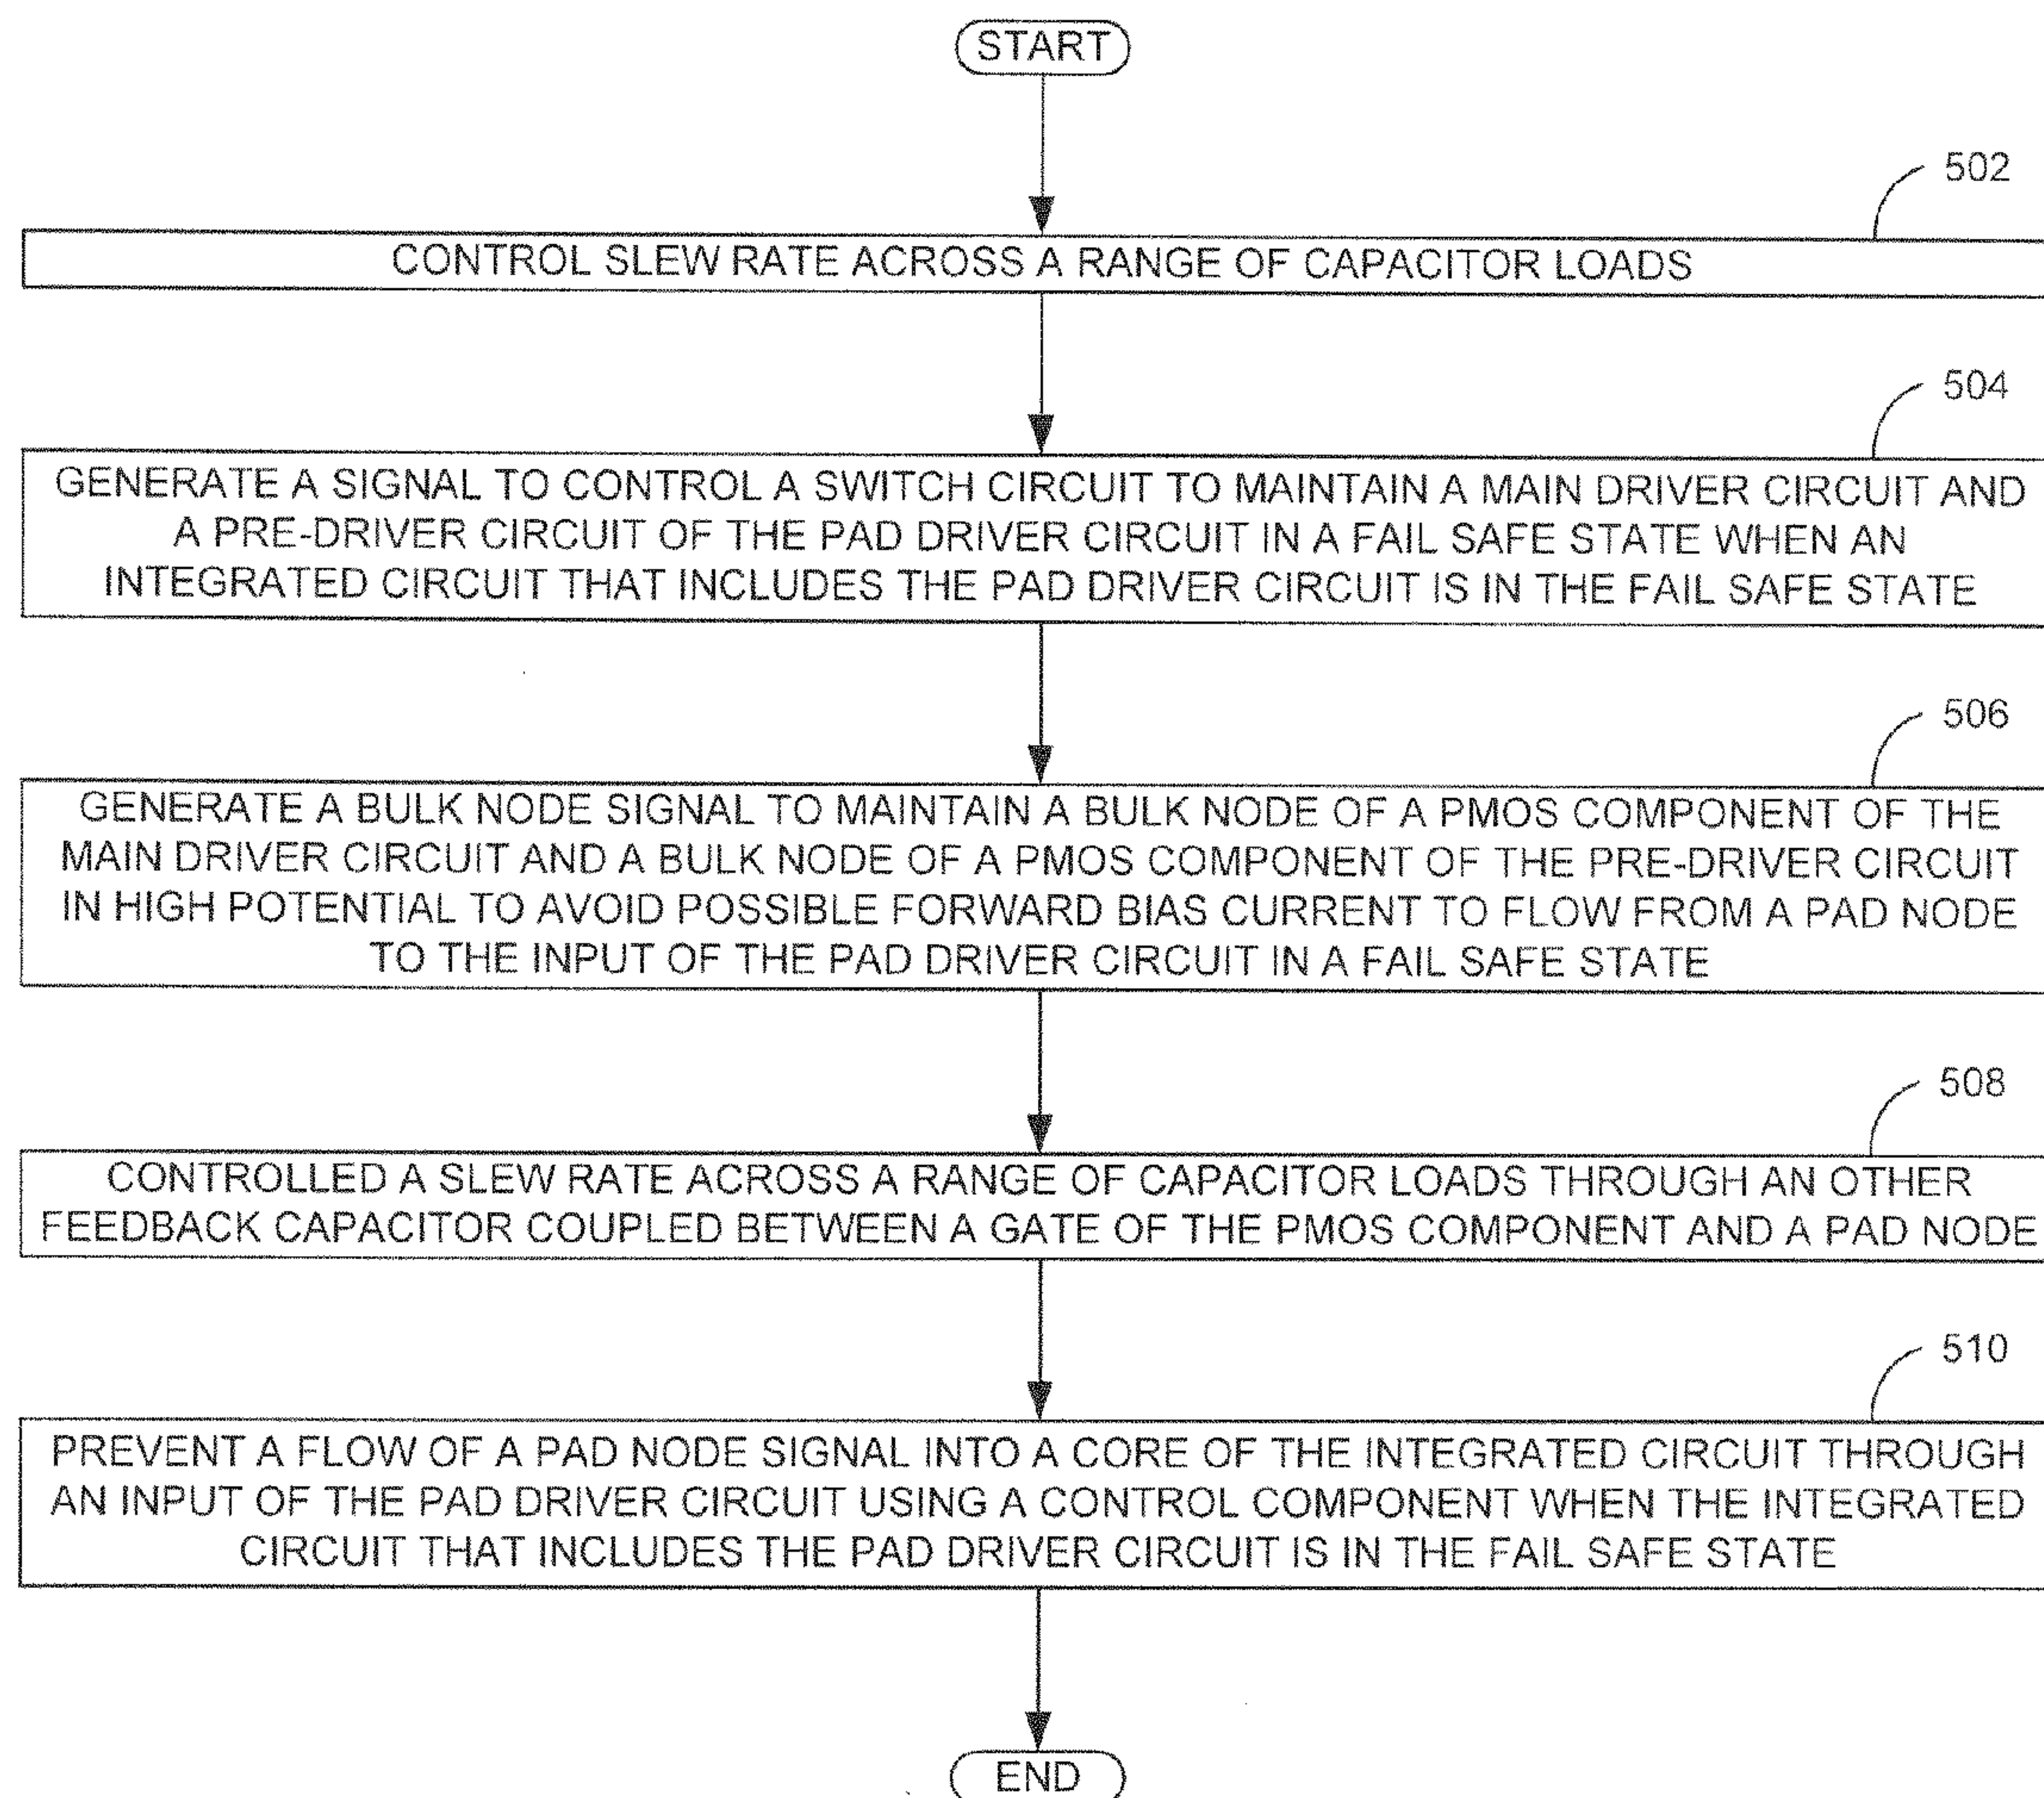 START
502
CONTROL SLEW RATE ACROSS A RANGE OF CAPACITOR LOADS
504
GENERATE A SIGNAL TO CONTROL A SWITCH CIRCUIT TO MAINTAIN A MAIN DRIVER CIRCUIT AND
A PRE-DRIVER CIRCUIT OF THE PAD DRIVER CIRCUIT IN A FAIL SAFE STATE WHEN AN
INTEGRATED CIRCUIT THAT INCLUDES THE PAD DRIVER CIRCUIT IS IN THE FAIL SAFE STATE
506
GENERATE A BULK NODE SIGNAL TO MAINTAIN A BULK NODE OF A PMOS COMPONENT OF THE
MAIN DRIVER CIRCUIT AND A BULK NODE OF A PMOS COMPONENT OF THE PRE-DRIVER CIRCUIT
IN HIGH POTENTIAL TO AVOID POSSIBLE FORWARD BIAS CURRENT TO FLOW FROM A PAD NODE
TO THE INPUT OF THE PAD DRIVER CIRCUIT IN A FAIL SAFE STATE
508
CONTROLLED A SLEW RATE ACROSS A RANGE OF CAPACITOR LOADS THROUGH AN OTHER
FEEDBACK CAPACITOR COUPLED BETWEEN A GATE OF THE PMOS COMPONENT AND A PAD NODE
510
PREVENT A FLOW OF A PAD NODE SIGNAL INTO A CORE OF THE INTEGRATED CIRCUIT THROUGH
AN INPUT OF THE PAD DRIVER CIRCUIT USING A CONTROL COMPONENT WHEN THE INTEGRATED
CIRCUIT THAT INCLUDES THE PAD DRIVER CIRCUIT IS IN THE FAIL SAFE STATE
END